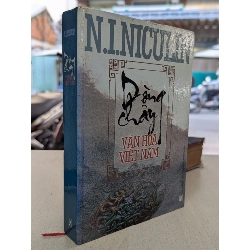 N.I.NICULIN
Dòng
chảy
VĂN HÓA
VIỆT NAM